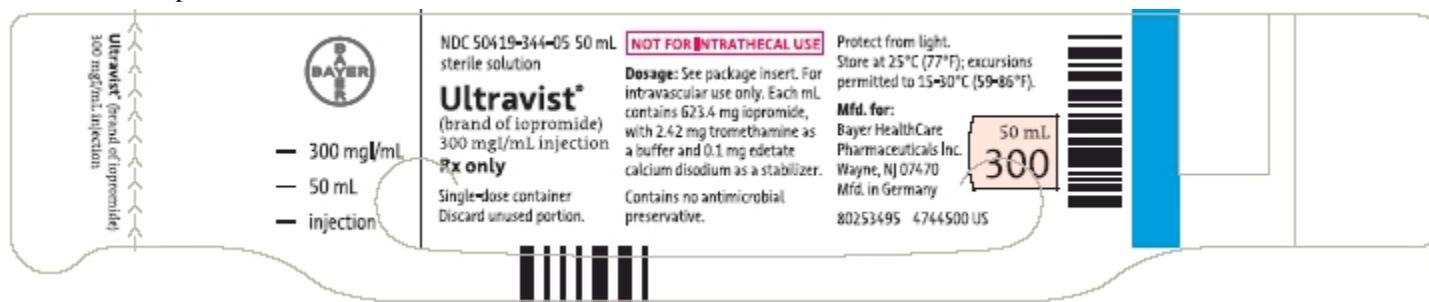 Ultravist® (brand of iopromide)
300 mgI/mL injection
BAYER
BAYER
300 mgI/mL
50 mL
injection
NDC 50419-344-05 50 mL
sterile solution
Ultravist®
(brand of iopromide)
300 mgI/mL injection
Rx only
Single-dose container
Discard unused portion.
NOT FOR INTRATHECAL USE
Dosage: See package insert. For
intravascular use only. Each mL
contains 623.4 mg iopromide,
with 2.42 mg tromethamine as
a buffer and 0.1 mg edetate
calcium disodium as a stabilizer.
Contains no antimicrobial
preservative.
Protect from light.
Store at 25°C (77°F); excursions
permitted to 15-30°C (59-86°F).
Mfd. for:
Bayer HealthCare
Pharmaceuticals Inc.
Wayne, NJ 07470
Mfd. in Germany
80253495 4744500 US
50 mL
300